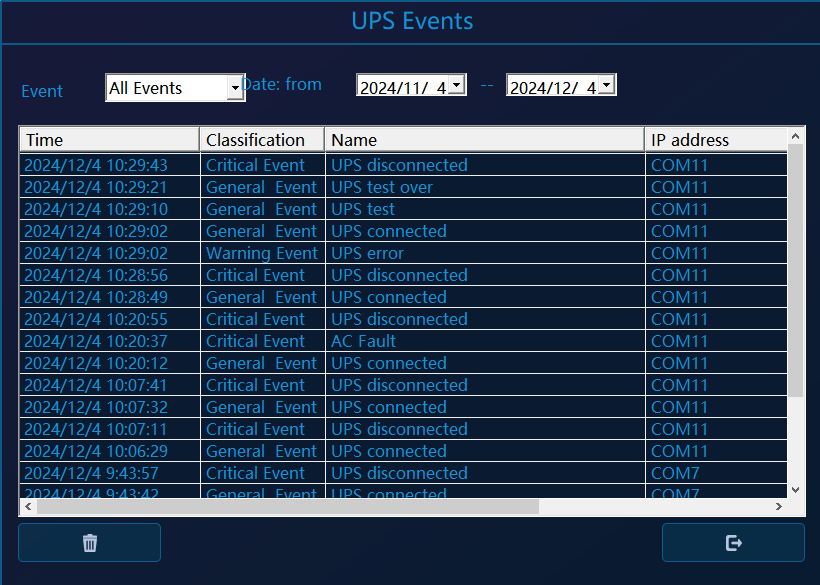 UPS Events
Event All Events Date: from 2024/11/ 4 -- 2024/12/ 4
Time Classification Name IP address
2024/12/4 10:29:43 Critical Event UPS disconnected COM11
2024/12/4 10:29:21 General Event UPS test over COM11
2024/12/4 10:29:10 General Event UPS test COM11
2024/12/4 10:29:02 General Event UPS connected COM11
2024/12/4 10:29:02 Warning Event UPS error COM11
2024/12/4 10:28:56 Critical Event UPS disconnected COM11
2024/12/4 10:28:49 General Event UPS connected COM11
2024/12/4 10:20:55 Critical Event UPS disconnected COM11
2024/12/4 10:20:37 Critical Event AC Fault COM11
2024/12/4 10:20:12 General Event UPS connected COM11
2024/12/4 10:07:41 Critical Event UPS disconnected COM11
2024/12/4 10:07:32 General Event UPS connected COM11
2024/12/4 10:07:11 Critical Event UPS disconnected COM11
2024/12/4 10:06:29 General Event UPS connected COM11
2024/12/4 9:43:57 Critical Event UPS disconnected COM7
2024/12/4 9:43:42 General Event UPS connected COM7